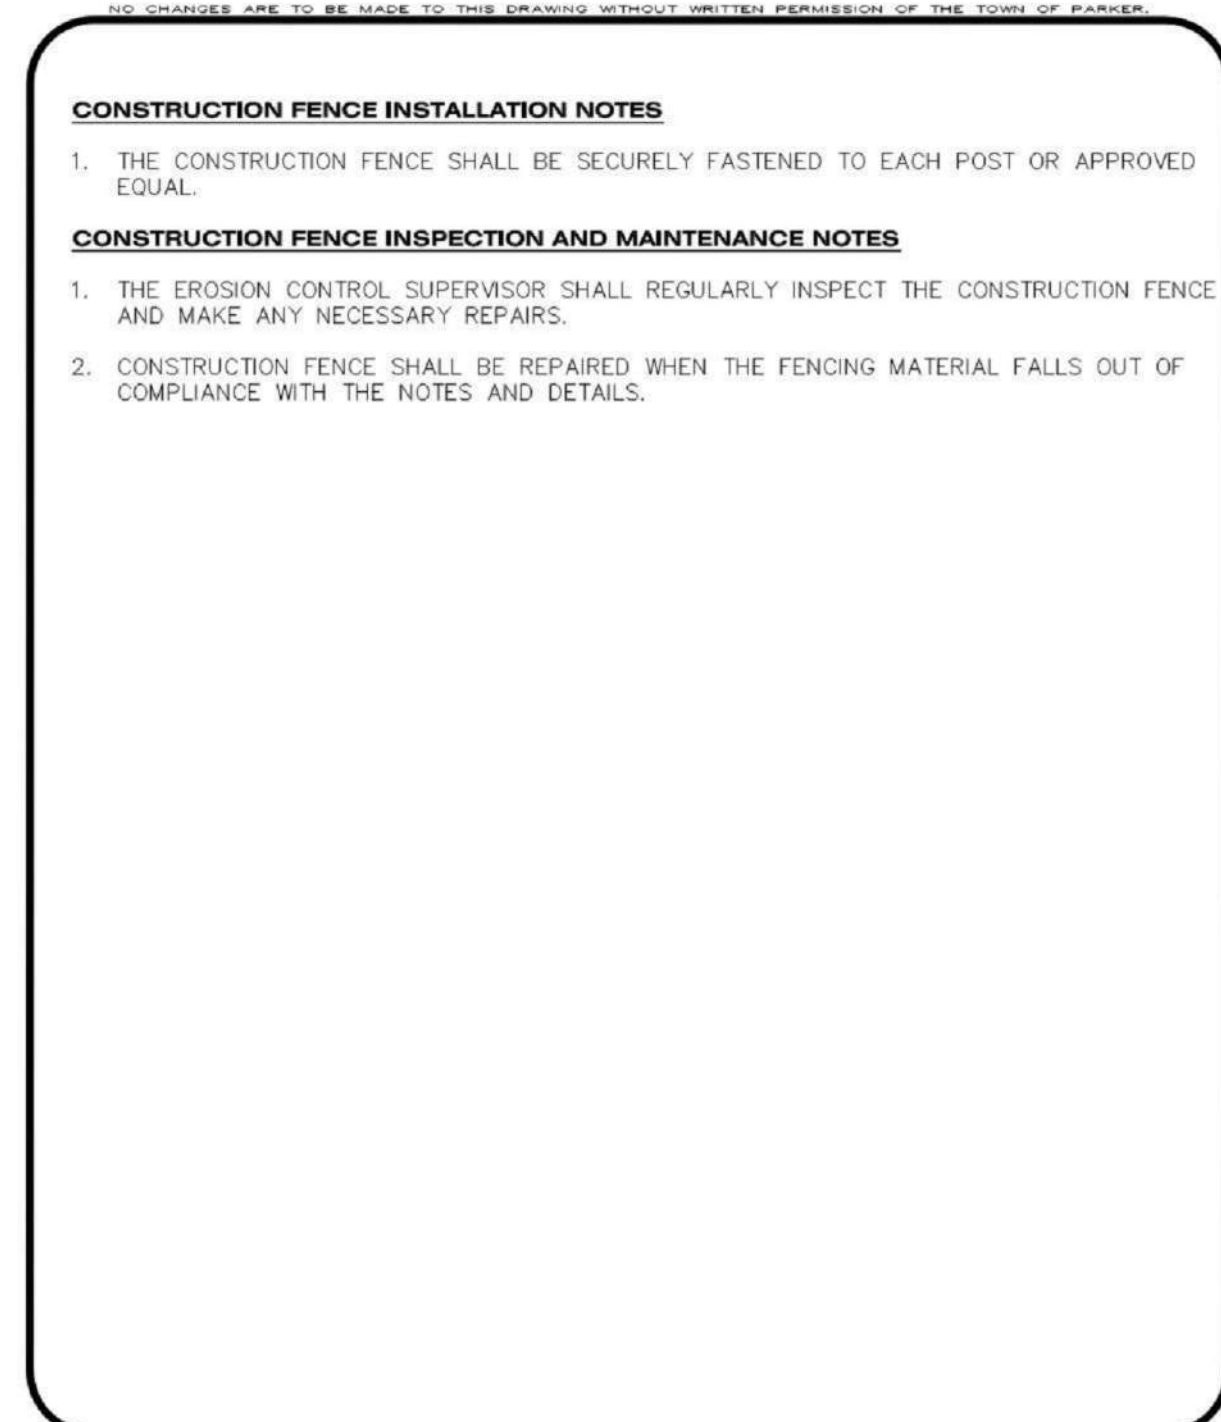 NO CHANGES ARE TO BE MADE TO THIS DRAWING WITHOUT WRITTEN PERMISSION OF THE TOWN OF PARKER.
CONSTRUCTION FENCE INSTALLATION NOTES
1. THE CONSTRUCTION FENCE SHALL BE SECURELY FASTENED TO EACH POST OR APPROVED
EQUAL.
CONSTRUCTION FENCE INSPECTION AND MAINTENANCE NOTES
1. THE EROSION CONTROL SUPERVISOR SHALL REGULARLY INSPECT THE CONSTRUCTION FENCE
AND MAKE ANY NECESSARY REPAIRS.
2. CONSTRUCTION FENCE SHALL BE REPAIRED WHEN THE FENCING MATERIAL FALLS OUT OF
COMPLIANCE WITH THE NOTES AND DETAILS.